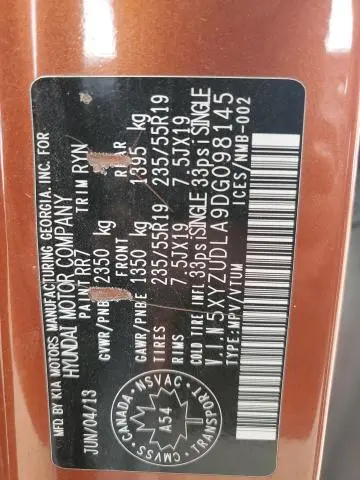 MFD. BY KIA MOTORS MANUFACTURING GEORGIA, INC. FOR
HYUNDAI MOTOR COMPANY
JUN/04/13 PAINT RR7 TRIM RYN
GVWR/PNBE 2350 kg
FRONT REAR
GAWR/PNBE 1350 kg 1395 kg
TIRES 235/55R19 235/55R19
RIMS 7.5JX19 7.5JX19
COLD TIRE INFL 33psi SINGLE 33psi SINGLE
V.I.N 5XYZUDLA9DG098145
TYPE:MPV/VTUM ICES/NMB-002
CANADA NSVAC TRANSPORT CMVSS
A54